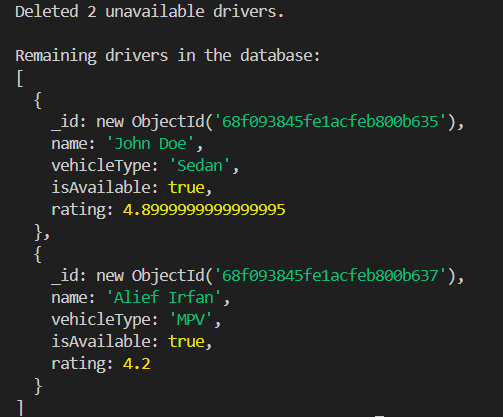 Deleted 2 unavailable drivers.
Remaining drivers in the database:
[
  {
    _id: new ObjectId('68f093845fe1acfeb800b635'),
    name: 'John Doe',
    vehicleType: 'Sedan',
    isAvailable: true,
    rating: 4.8999999999999995
  },
  {
    _id: new ObjectId('68f093845fe1acfeb800b637'),
    name: 'Alief Irfan',
    vehicleType: 'MPV',
    isAvailable: true,
    rating: 4.2
  }
]